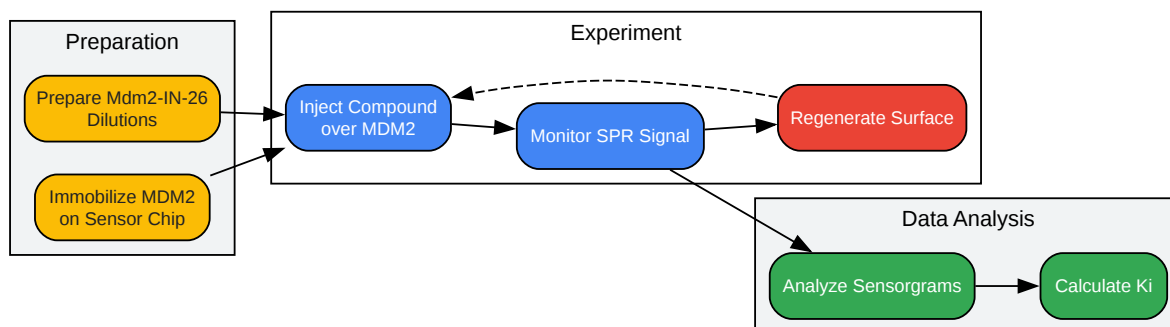 Preparation
Prepare Mdm2-IN-26
Dilutions
Immobilize MDM2
on Sensor Chip
Experiment
Inject Compound
over MDM2
Monitor SPR Signal
Regenerate Surface
Data Analysis
Analyze Sensorgrams
Calculate Ki